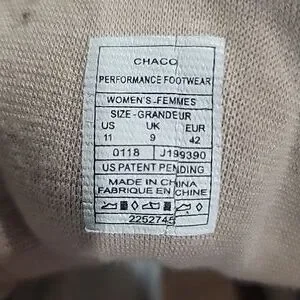 CHACO
PERFORMANCE FOOTWEAR
WOMEN'S-FEMMES
SIZE-GRANDEUR
US UK EUR
11 9 42
0118 J199390
US PATENT PENDING
MADE IN CHINA
FABRIQUE EN CHINE
2252745